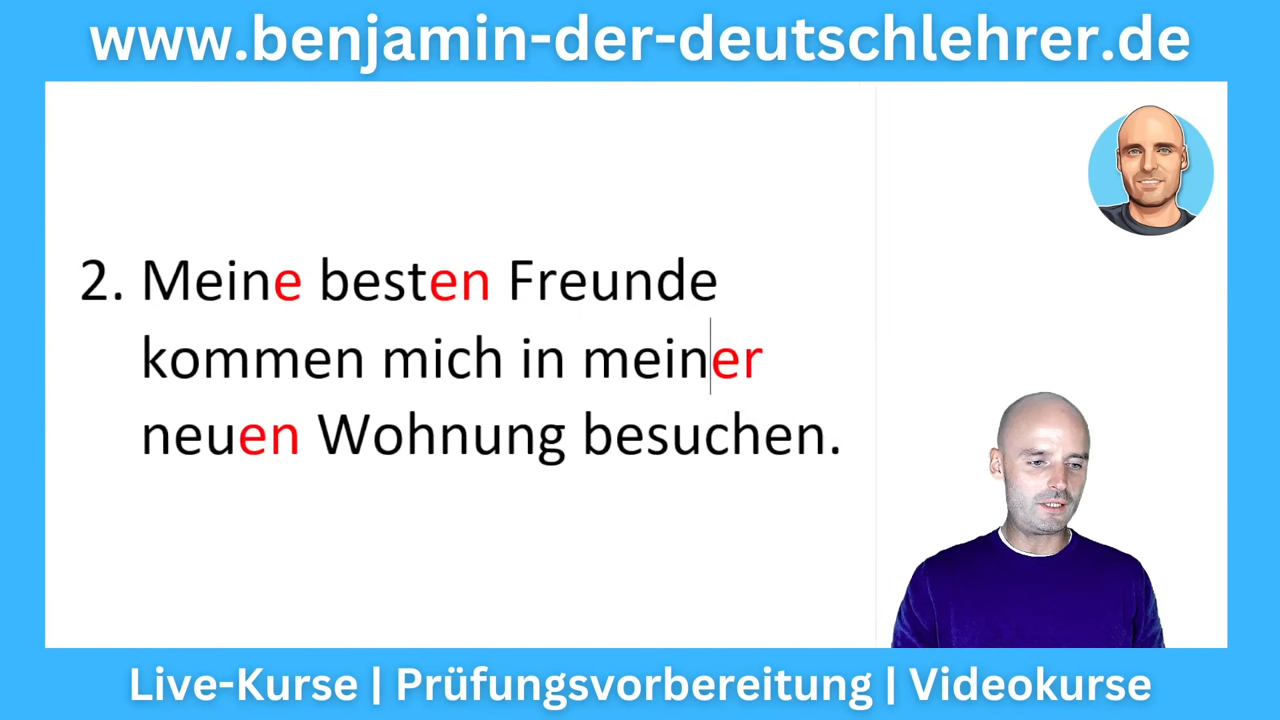 www.benjamin-der-deutschlehrer.de
2. Meine besten Freunde
kommen mich in meiner
neuen Wohnung besuchen.
Live-Kurse | Prüfungsvorbereitung | Videokurse